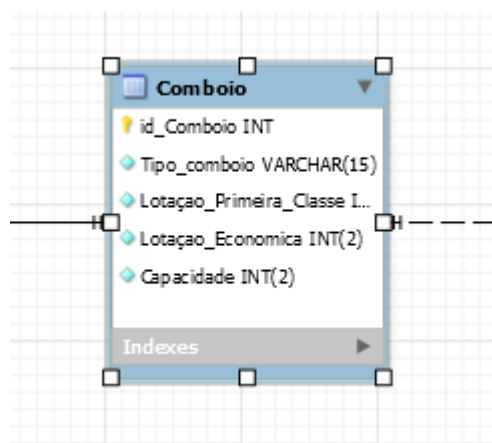 Comboio
id_Comboio INT
Tipo_comboio VARCHAR(15)
Lotaçao_Primeira_Classe I...
Lotaçao_Economica INT(2)
Capacidade INT(2)
Indexes